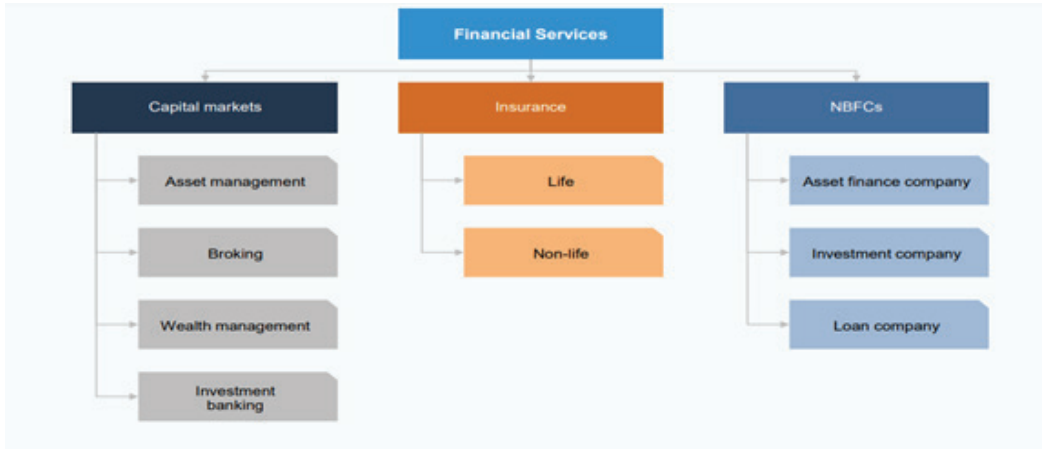 Financial Services
Capital markets
Insurance
NBFCs
Asset management
Life
Asset finance company
Broking
Non-life
Investment company
Wealth management
Loan company
Investment
banking